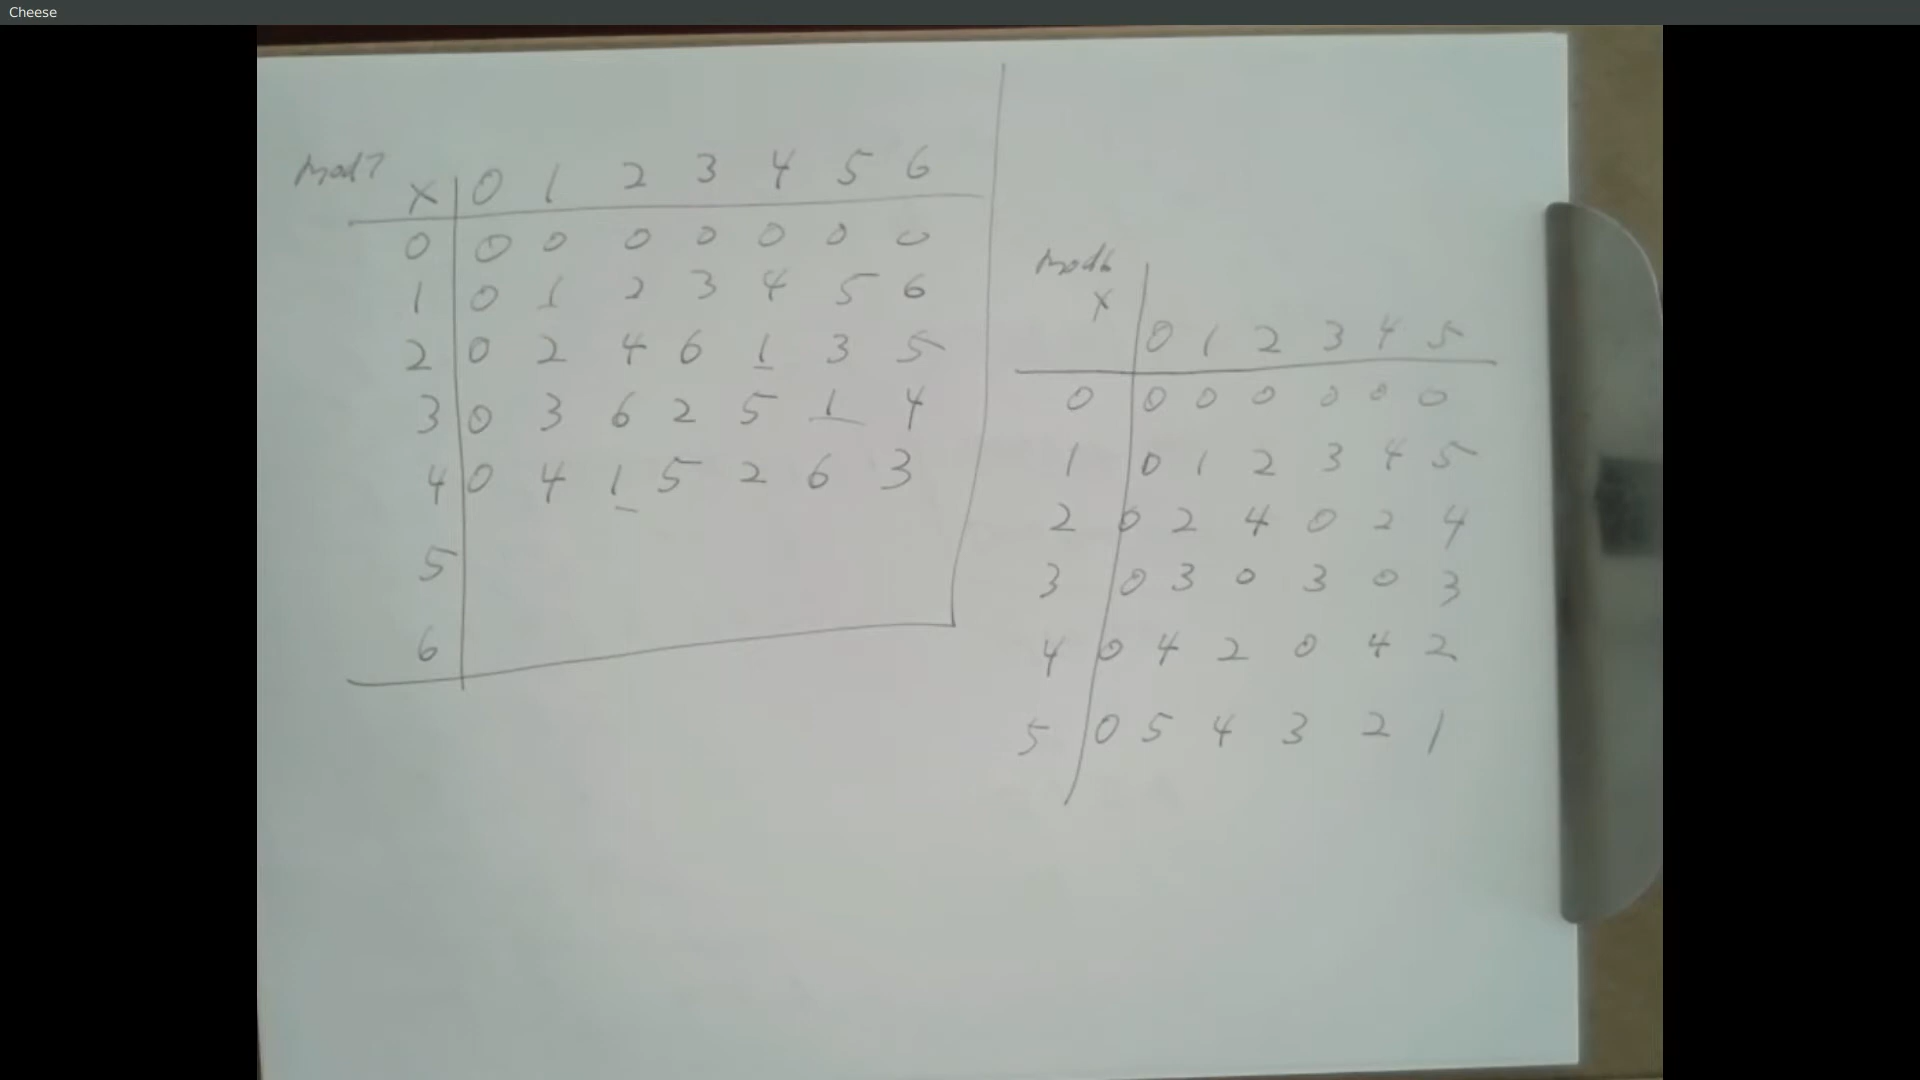 Cheese
mod7
x 0 1 2 3 4 5 6
0 0 0 0 0 0 0 0
1 0 1 2 3 4 5 6
2 0 2 4 6 1 3 5
3 0 3 6 2 5 1 4
4 0 4 1 5 2 6 3
5
6
mod6
x
0 1 2 3 4 5
0 0 0 0 0 0 0
1 0 1 2 3 4 5
2 0 2 4 0 2 4
3 0 3 0 3 0 3
4 0 4 2 0 4 2
5 0 5 4 3 2 1